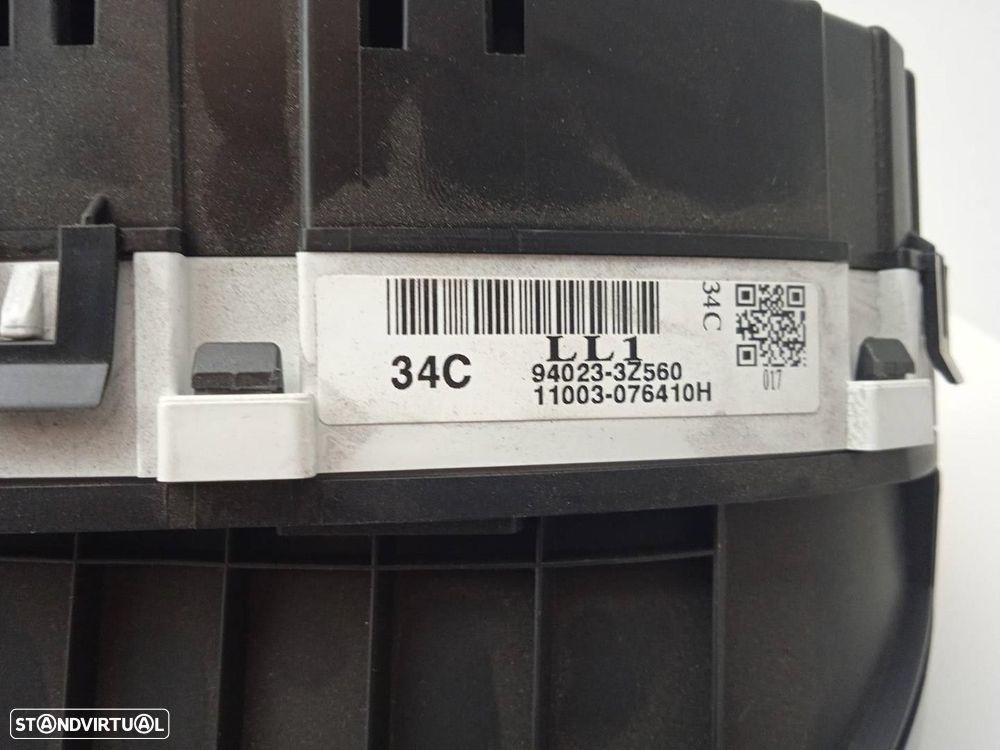 34C
LL1
34C
94023-3Z560
11003-076410H
017
STANDVIRTUAL